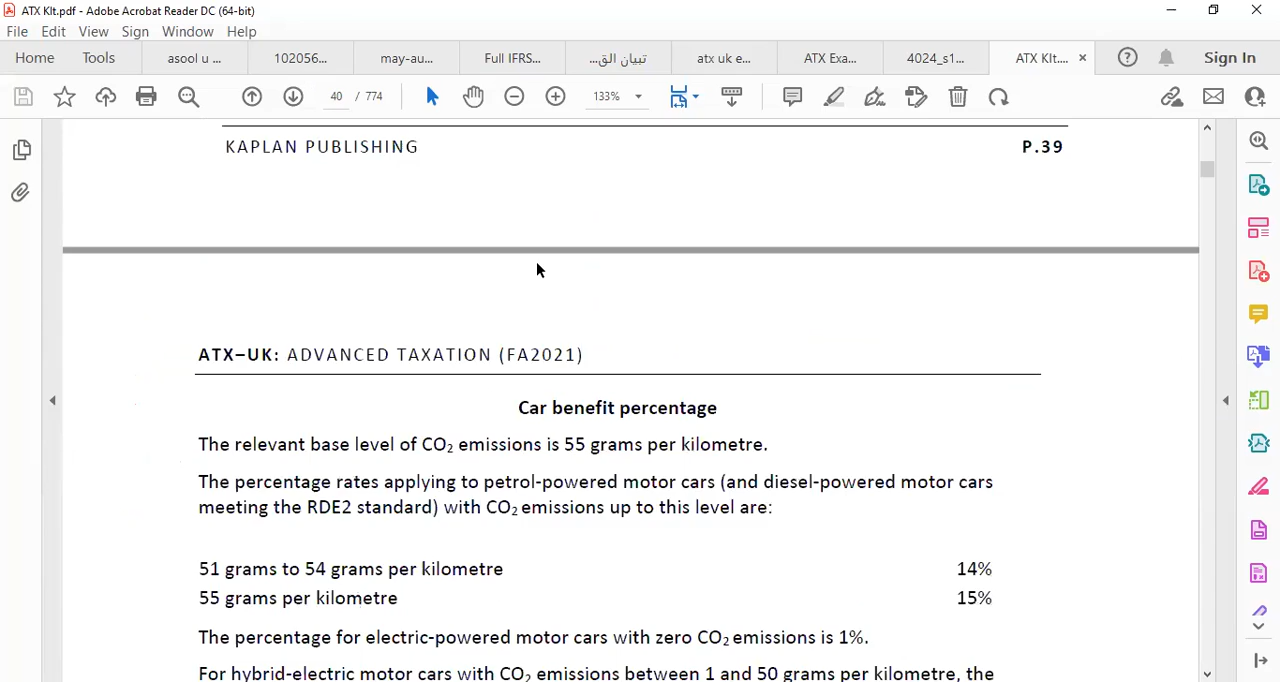 ATX KIt.pdf - Adobe Acrobat Reader DC (64-bit)
File Edit View Sign Window Help
Home Tools asool u ... 102056... may-au... Full IFRS... تبيان الق... atx uk e... ATX Exa... 4024_s1... ATX KIt.... Sign In
40 / 774 133%
KAPLAN PUBLISHING P.39
ATX–UK: ADVANCED TAXATION (FA2021)
Car benefit percentage
The relevant base level of CO₂ emissions is 55 grams per kilometre.
The percentage rates applying to petrol-powered motor cars (and diesel-powered motor cars
meeting the RDE2 standard) with CO₂ emissions up to this level are:
51 grams to 54 grams per kilometre 14%
55 grams per kilometre 15%
The percentage for electric-powered motor cars with zero CO₂ emissions is 1%.
For hybrid-electric motor cars with CO₂ emissions between 1 and 50 grams per kilometre, the